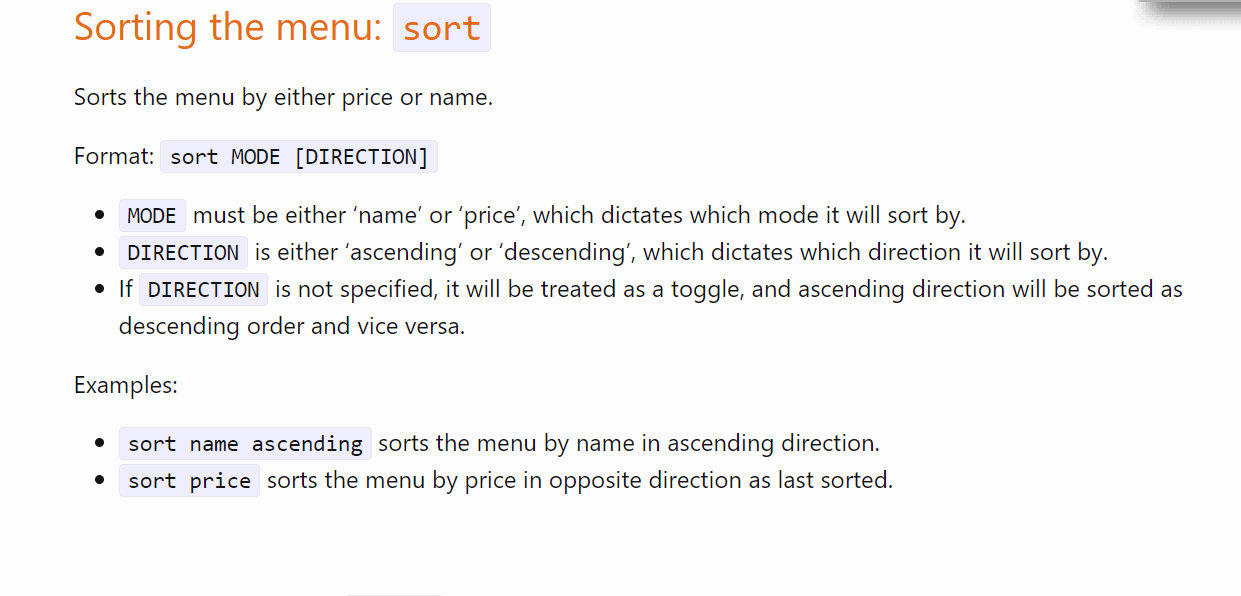 Sorting the menu: sort
Sorts the menu by either price or name.
Format: sort MODE [DIRECTION]
• MODE must be either ‘name’ or ‘price’, which dictates which mode it will sort by.
• DIRECTION is either ‘ascending’ or ‘descending’, which dictates which direction it will sort by.
• If DIRECTION is not specified, it will be treated as a toggle, and ascending direction will be sorted as
descending order and vice versa.
Examples:
• sort name ascending sorts the menu by name in ascending direction.
• sort price sorts the menu by price in opposite direction as last sorted.